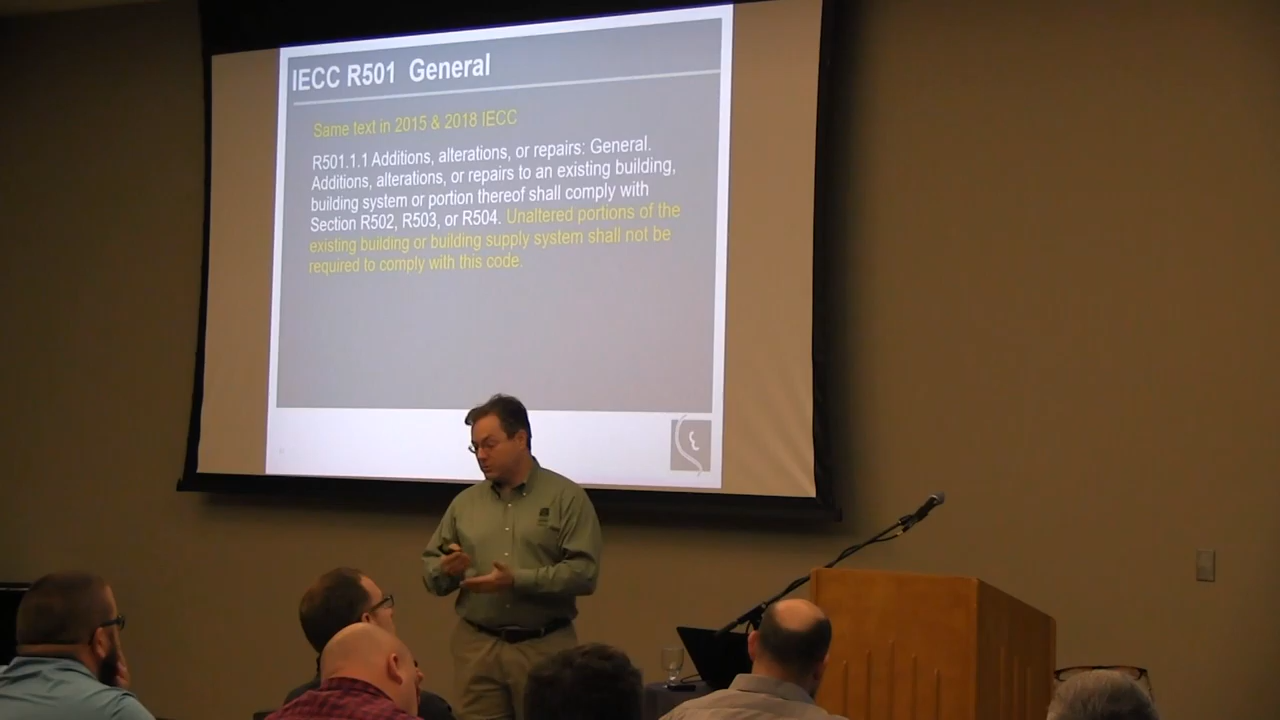 IECC R501 General
Same text in 2015 & 2018 IECC
R501.1.1 Additions, alterations, or repairs: General.
Additions, alterations, or repairs to an existing building,
building system or portion thereof shall comply with
Section R502, R503, or R504. Unaltered portions of the
existing building or building supply system shall not be
required to comply with this code.